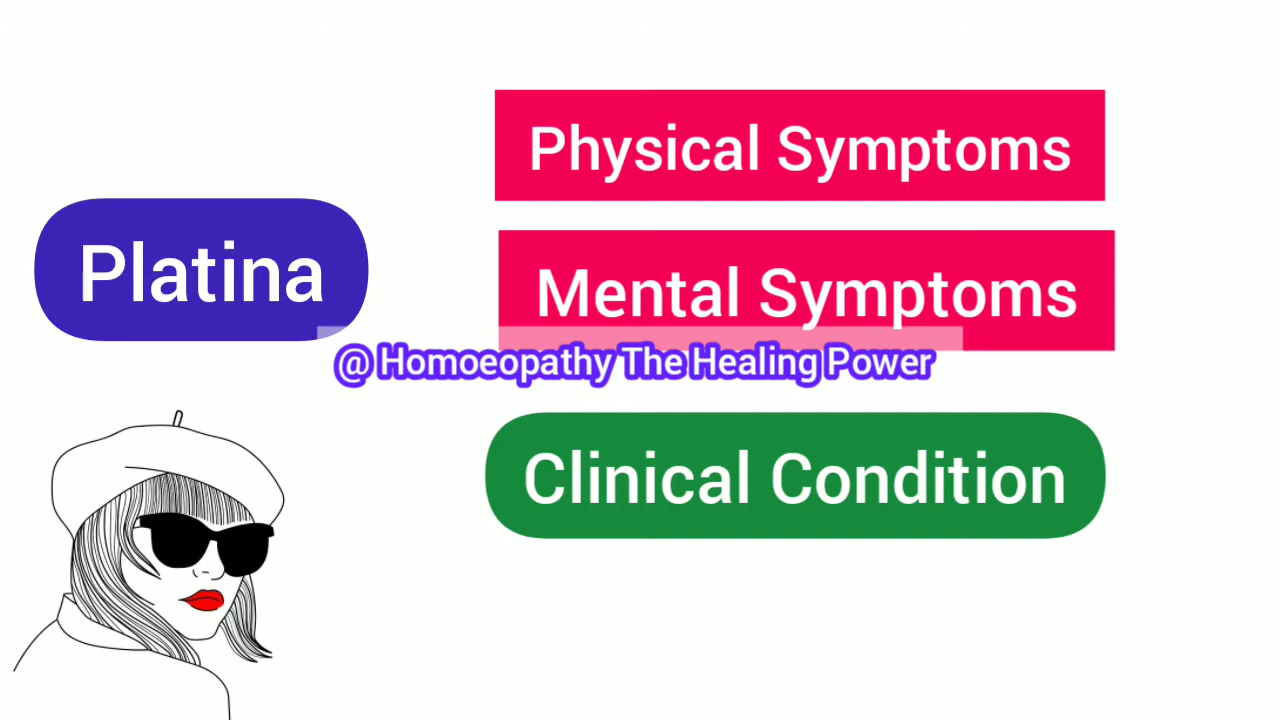 Physical Symptoms
Platina
Mental Symptoms
@ Homoeopathy The Healing Power
Clinical Condition